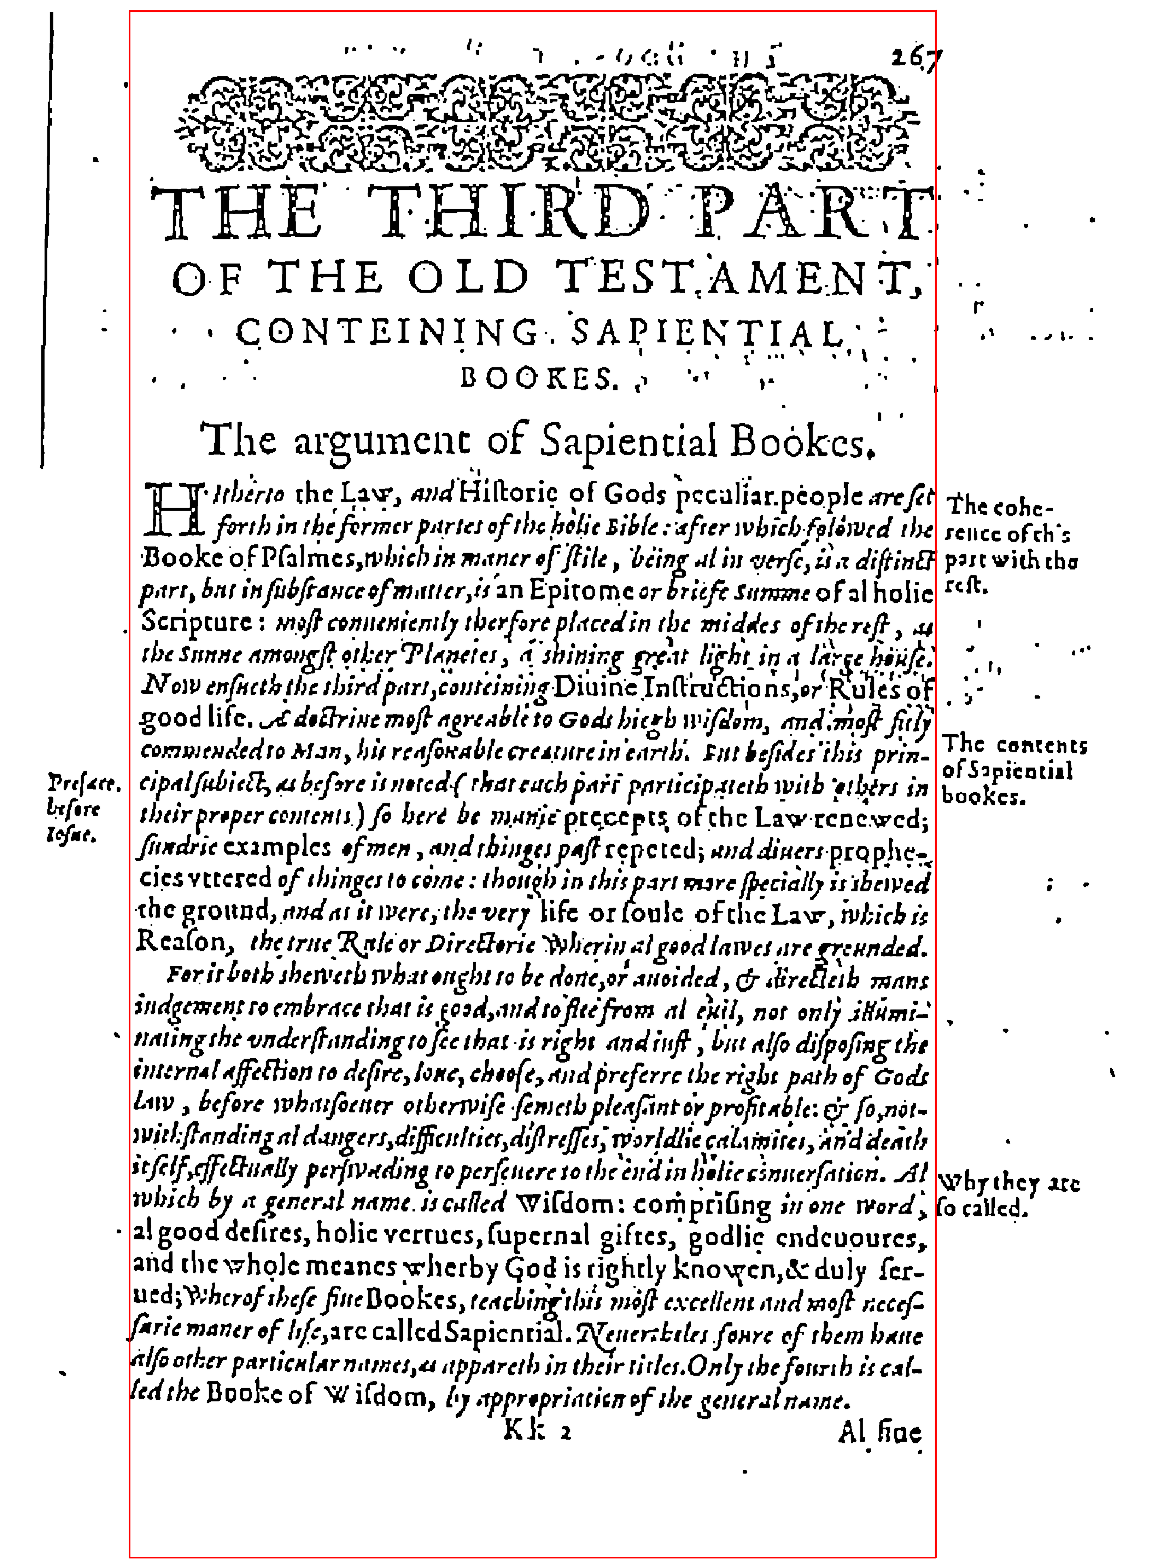 267
THE THIRD PART
OF THE OLD TESTAMENT,
CONTEINING SAPIENTIAL
BOOKES.
The argument of Sapiential Bookes.
HItherto the Law, and Hiſtorie of Gods peculiar people are ſet
forth in the former partes of the holie Bible: after which folowed the
Booke of Pſalmes, which in maner of ſtile, being al in verſe, is a diſtinct
part, but in ſubſtance of matter, is an Epitome or briefe Summe of al holie
Scripture: moſt conueniently therfore placed in the middes of the reſt, as
the Sunne amongſt other Planetes, a shining great light in a large houſe.
Now enſueth the third part, conteining Diuine Inſtructions, or Rules of
good life. A doctrine moſt agreable to Gods hiegh wiſdom, and moſt fitly
commended to Man, his reaſonable creature in earth. But beſides this prin-
cipal ſubiect, as before is noted (that each part participateth with others in
their proper contents) ſo here be manie precepts of the Law renewed;
ſundrie examples of men, and thinges paſt repeted; and diuers prophe-
cies vttered of thinges to come: though in this part more ſpecially is shewed
the ground, and as it were, the very life or ſoule of the Law, which is
Reaſon, the true Rule or Directorie wherin al good lawes are grounded.
For it both sheweth what ought to be done, or auoided, & directeth mans
iudgement to embrace that is good, and to flee from al euil, not only illumi-
nating the vnderſtanding to ſee that is right and iuſt, but alſo diſpoſing the
internal affection to deſire, loue, chooſe, and preferre the right path of Gods
law, before whatſoeuer otherwiſe ſemeth pleaſant or profitable: & ſo, not-
withſtanding al dangers, difficulties, diſtreſſes, worldlie calamites, and death
itſelf, effectually perſwading to perſeuere to the end in holie conuerſation. Al
which by a general name is called Wiſdom: compriſing in one word,
al good deſires, holie vertues, ſupernal giftes, godlie endeuoures,
and the whole meanes wherby God is rightly knowen, & duly ſer-
ued; Wherof theſe fiue Bookes, teaching this moſt excellent and moſt neceſ-
ſarie maner of life, are called Sapiential. Neuertheles foure of them haue
alſo other particular names, as appareth in their titles. Only the fourth is cal-
led the Booke of Wiſdom, by appropriation of the general name.
Kk 2
Al fiue
The cohe-
rence of this
part with the
reſt.
The contents
of Sapiential
bookes.
Preface.
before
Ioſue.
Why they are
ſo called.